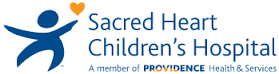 Sacred Heart
Children's Hospital
A member of PROVIDENCE Health & Services